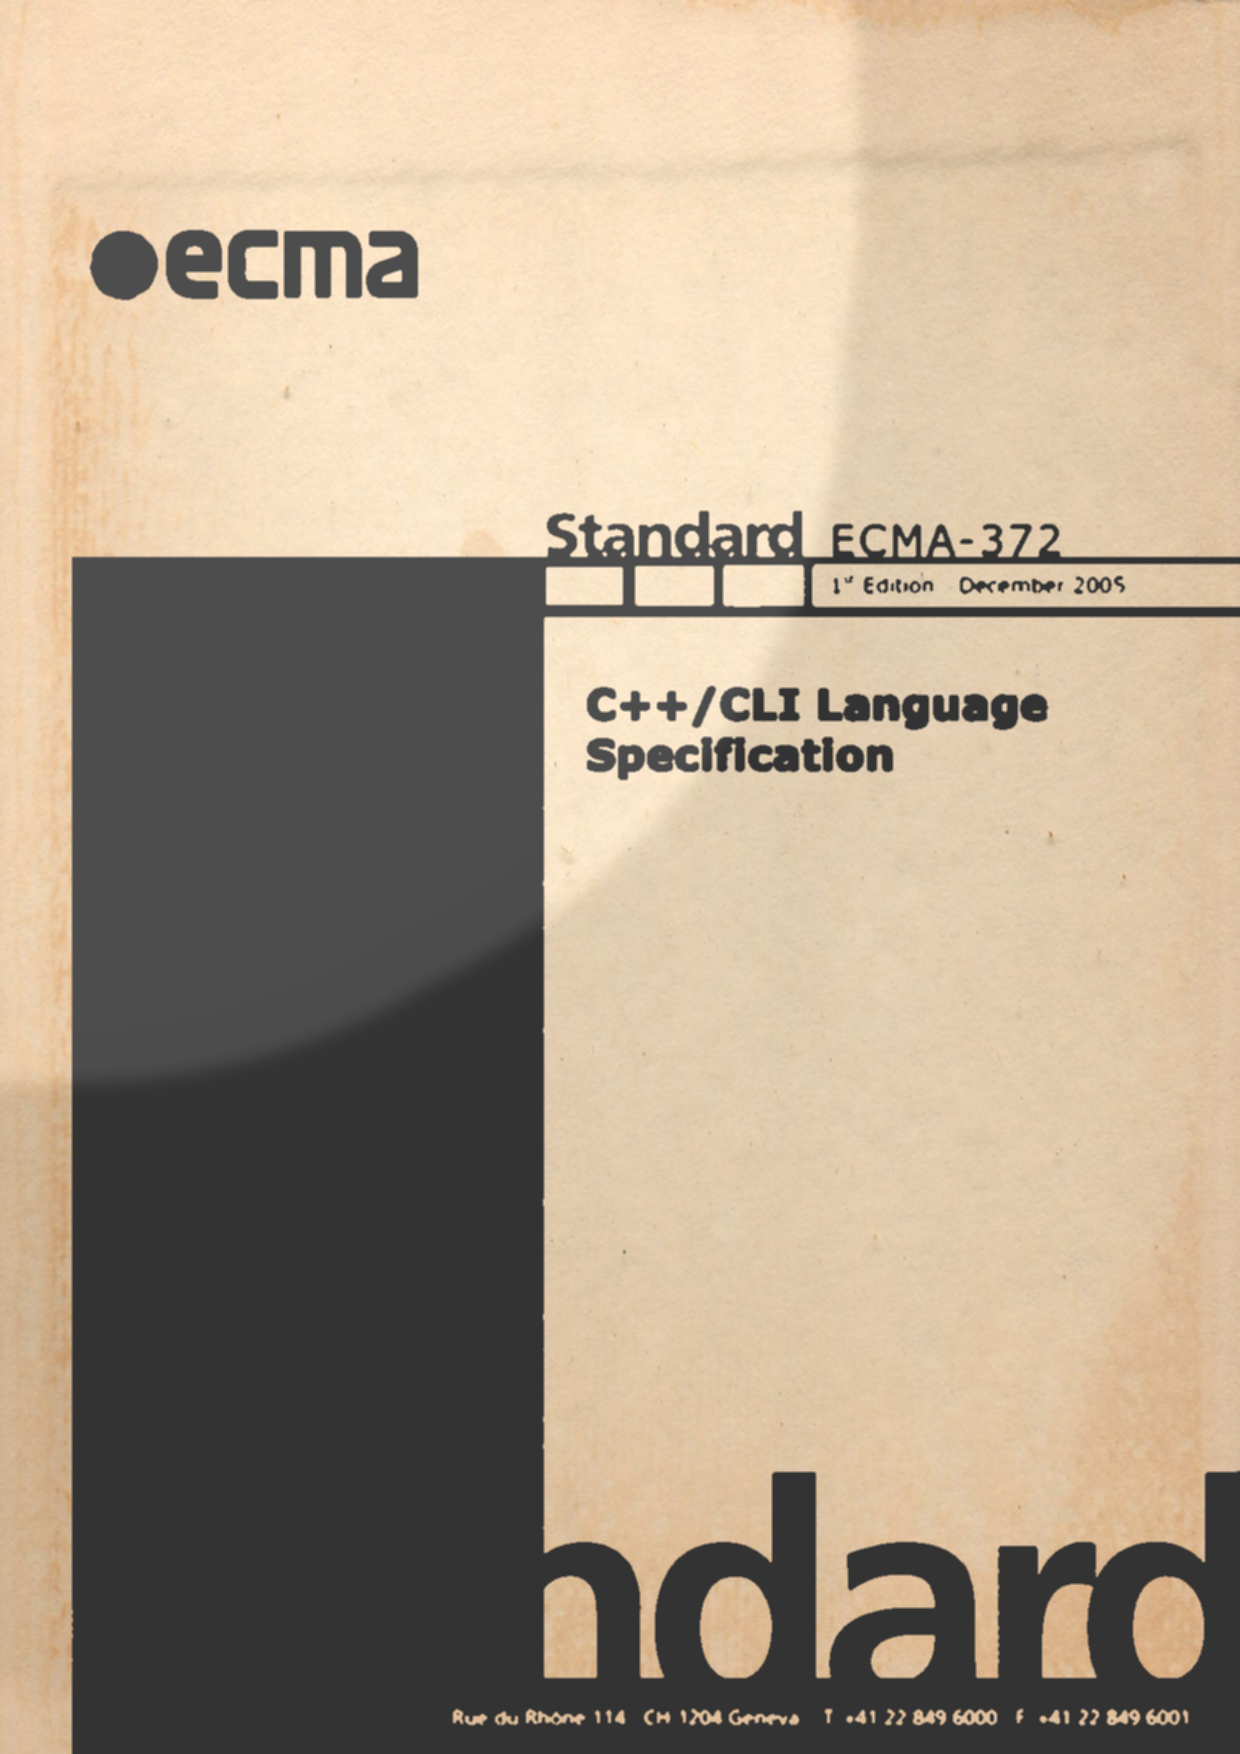 ecma
Standard ECMA-372
1st Edition December 2005
C++/CLI Language
Specification
ndard
Rue du Rhône 114 CH 1204 Geneva T +41 22 849 6000 F +41 22 849 6001